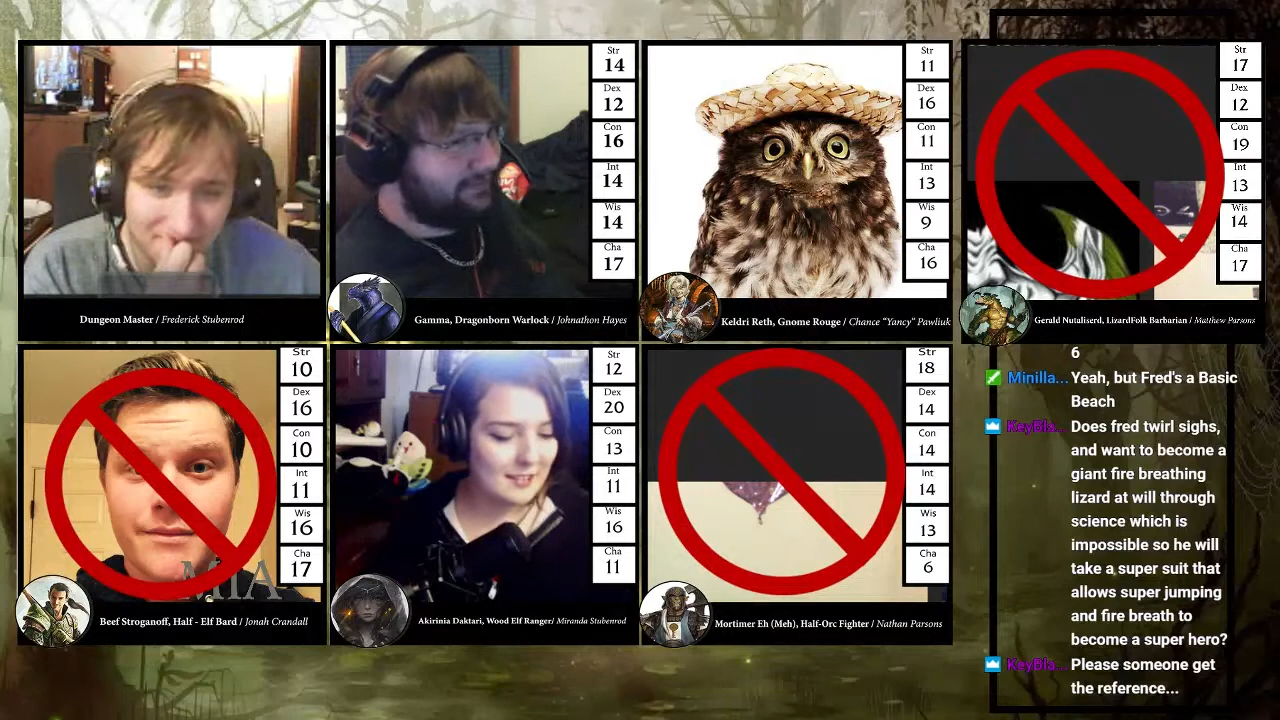 Str
14
Dex
12
Con
16
Int
14
Wis
14
Cha
17
Str
11
Dex
16
Con
11
Int
13
Wis
9
Cha
16
Str
17
Dex
12
Con
19
Int
13
Wis
14
Cha
17
Dungeon Master / Frederick Stubenrod
Gamma, Dragonborn Warlock / Johnathon Hayes
Keldri Reth, Gnome Rouge / Chance "Yancy" Pawliuk
Gerald Nutaliserd, LizardFolk Barbarian / Matthew Parsons
Str
10
Dex
16
Con
10
Int
11
Wis
16
Cha
17
MIA
Str
12
Dex
20
Con
13
Int
11
Wis
16
Cha
11
Str
18
Dex
14
Con
14
Int
14
Wis
13
Cha
6
Beef Stroganoff, Half - Elf Bard / Jonah Crandall
Akirinia Daktari, Wood Elf Ranger/ Miranda Stubenrod
Mortimer Eh (Meh), Half-Orc Fighter / Nathan Parsons
6
Minilla... Yeah, but Fred's a Basic
Beach
KeyBla... Does fred twirl sighs,
and want to become a
giant fire breathing
lizard at will through
science which is
impossible so he will
take a super suit that
allows super jumping
and fire breath to
become a super hero?
KeyBla... Please someone get
the reference...